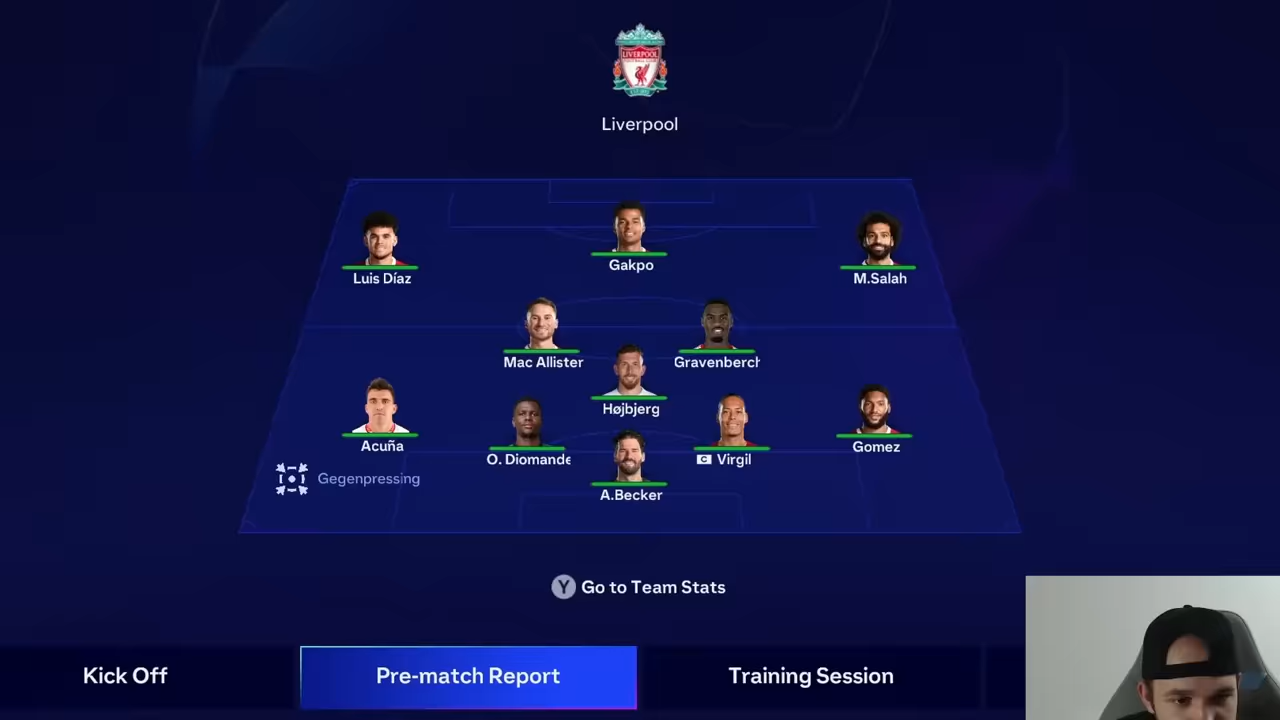 LIVERPOOL
Liverpool
Gakpo
Luis Díaz
M.Salah
Mac Allister
Gravenberch
Højbjerg
Acuña
Gomez
O. Diomande
C Virgil
Gegenpressing
A.Becker
Y Go to Team Stats
Kick Off
Pre-match Report
Training Session